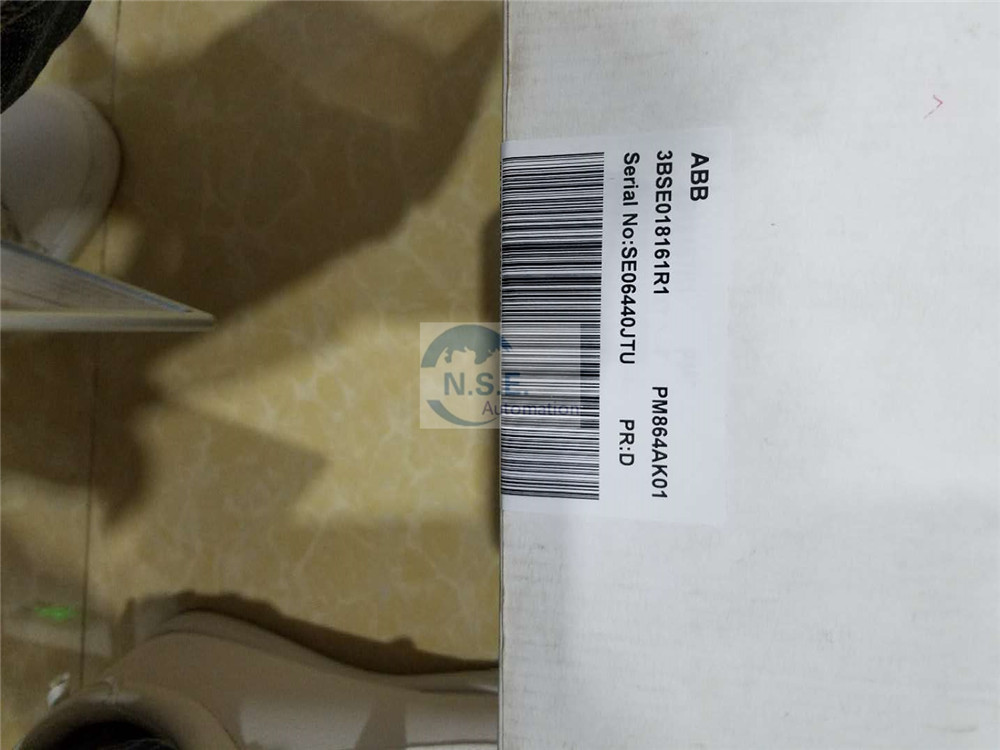 ABB
3BSE018161R1 PM864AK01
Serial No:SE06440JTU PR:D
N.S.E.
Automation